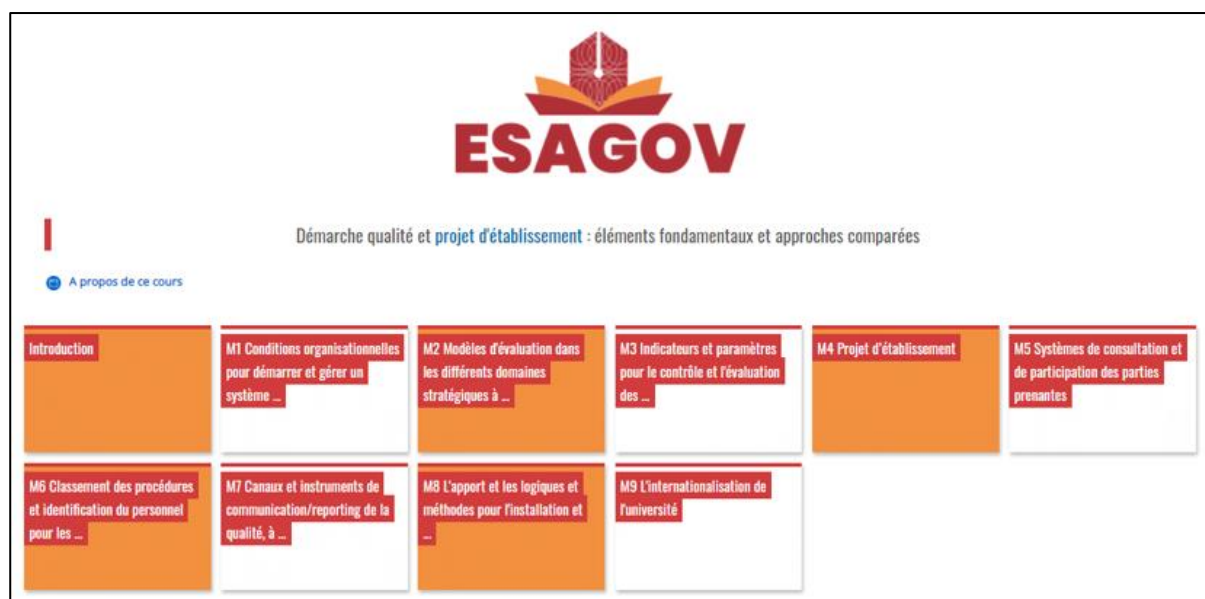 ESAGOV
Démarche qualité et projet d'établissement : éléments fondamentaux et approches comparées
A propos de ce cours
Introduction
M1 Conditions organisationnelles
pour démarrer et gérer un
système ...
M2 Modèles d'évaluation dans
les différents domaines
stratégiques à ...
M3 Indicateurs et paramètres
pour le contrôle et l'évaluation
des ...
M4 Projet d'établissement
M5 Systèmes de consultation et
de participation des parties
prenantes
M6 Classement des procédures
et identification du personnel
pour les ...
M7 Canaux et instruments de
communication/reporting de la
qualité, à ...
M8 L'apport et les logiques et
méthodes pour l'installation et
...
M9 L'internationalisation de
l'université